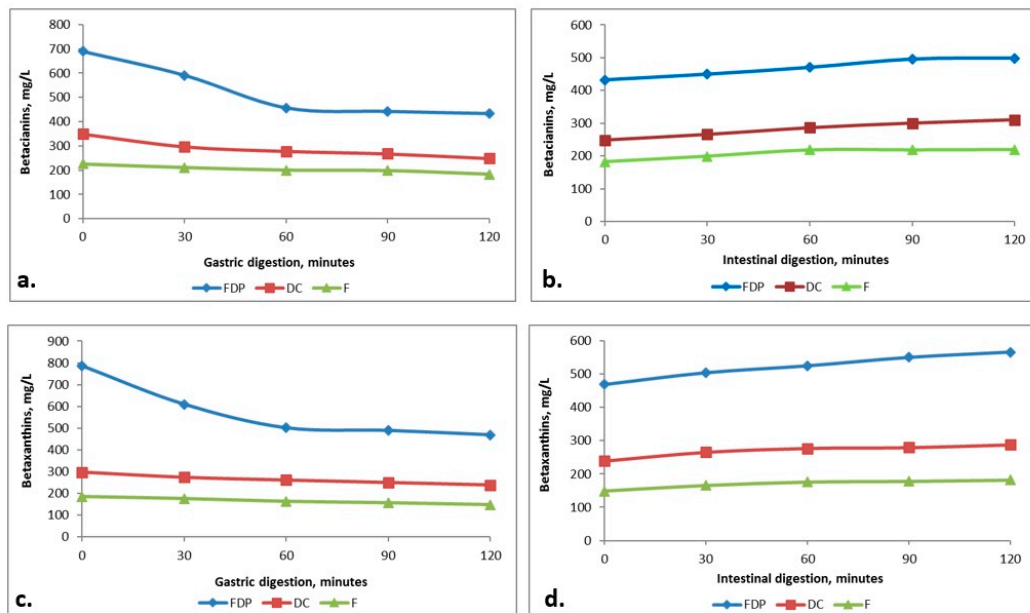 800
700
600
500
400
300
200
100
0
Betacianins, mg/L
0 30 60 90 120
Gastric digestion, minutes
a.
FDP DC F
600
500
400
300
200
100
0
Betacianins, mg/L
0 30 60 90 120
Intestinal digestion, minutes
b.
FDP DC F
900
800
700
600
500
400
300
200
100
0
Betaxanthins, mg/L
0 30 60 90 120
Gastric digestion, minutes
c.
FDP DC F
600
500
400
300
200
100
0
Betaxanthins, mg/L
0 30 60 90 120
Intestinal digestion, minutes
d.
FDP DC F